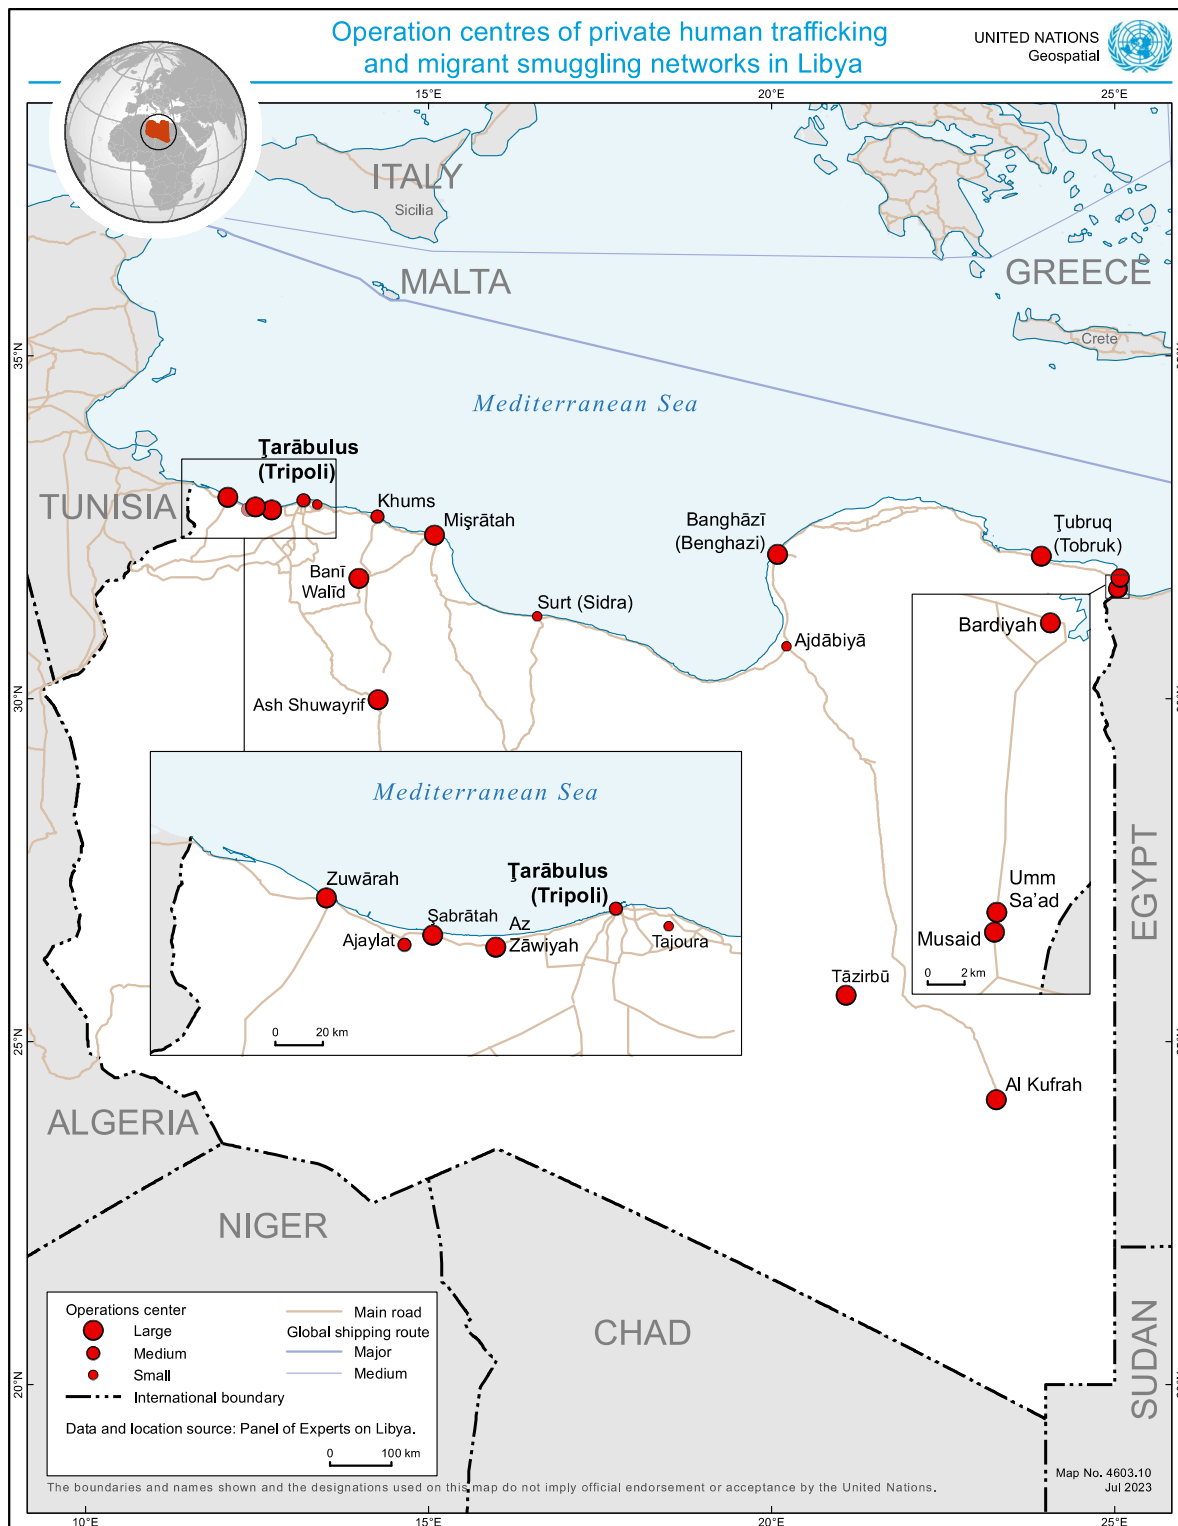 Operation centres of private human trafficking
and migrant smuggling networks in Libya
UNITED NATIONS
Geospatial
15°E
20°E
25°E
ITALY
Sicilia
MALTA
GREECE
Crete
35°N
Mediterranean Sea
TUNISIA
Ţarābulus
(Tripoli)
Khums
Mişrātah
Banī
Walīd
Surt (Sidra)
Banghāzī
(Benghazi)
Ajdābiyā
Ţubruq
(Tobruk)
Ash Shuwayrif
30°N
Bardiyah
Umm
Sa'ad
Musaid
0 2 km
Mediterranean Sea
Zuwārah
Ţarābulus
(Tripoli)
Şabrātah
Az
Zāwiyah
Ajaylat
Tajoura
0 20 km
EGYPT
Tāzirbū
25°N
Al Kufrah
ALGERIA
NIGER
CHAD
SUDAN
20°N
Operations center
Large
Medium
Small
International boundary
Main road
Global shipping route
Major
Medium
Data and location source: Panel of Experts on Libya.
0 100 km
The boundaries and names shown and the designations used on this map do not imply official endorsement or acceptance by the United Nations.
Map No. 4603.10
Jul 2023
10°E
15°E
20°E
25°E